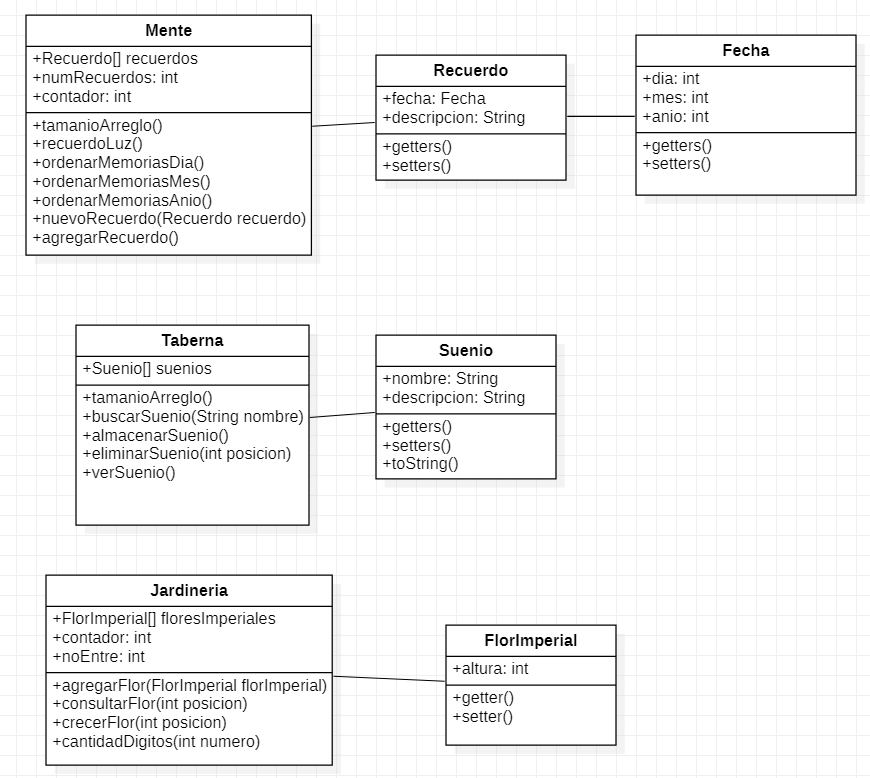 Mente
+Recuerdo[] recuerdos
+numRecuerdos: int
+contador: int
+tamanioArreglo()
+recuerdoLuz()
+ordenarMemoriasDia()
+ordenarMemoriasMes()
+ordenarMemoriasAnio()
+nuevoRecuerdo(Recuerdo recuerdo)
+agregarRecuerdo()
Recuerdo
+fecha: Fecha
+descripcion: String
+getters()
+setters()
Fecha
+dia: int
+mes: int
+anio: int
+getters()
+setters()
Taberna
+Suenio[] suenios
+tamanioArreglo()
+buscarSuenio(String nombre)
+almacenarSuenio()
+eliminarSuenio(int posicion)
+verSuenio()
Suenio
+nombre: String
+descripcion: String
+getters()
+setters()
+toString()
Jardineria
+FlorImperial[] floresImperiales
+contador: int
+noEntre: int
+agregarFlor(FlorImperial florImperial)
+consultarFlor(int posicion)
+crecerFlor(int posicion)
+cantidadDigitos(int numero)
FlorImperial
+altura: int
+getter()
+setter()